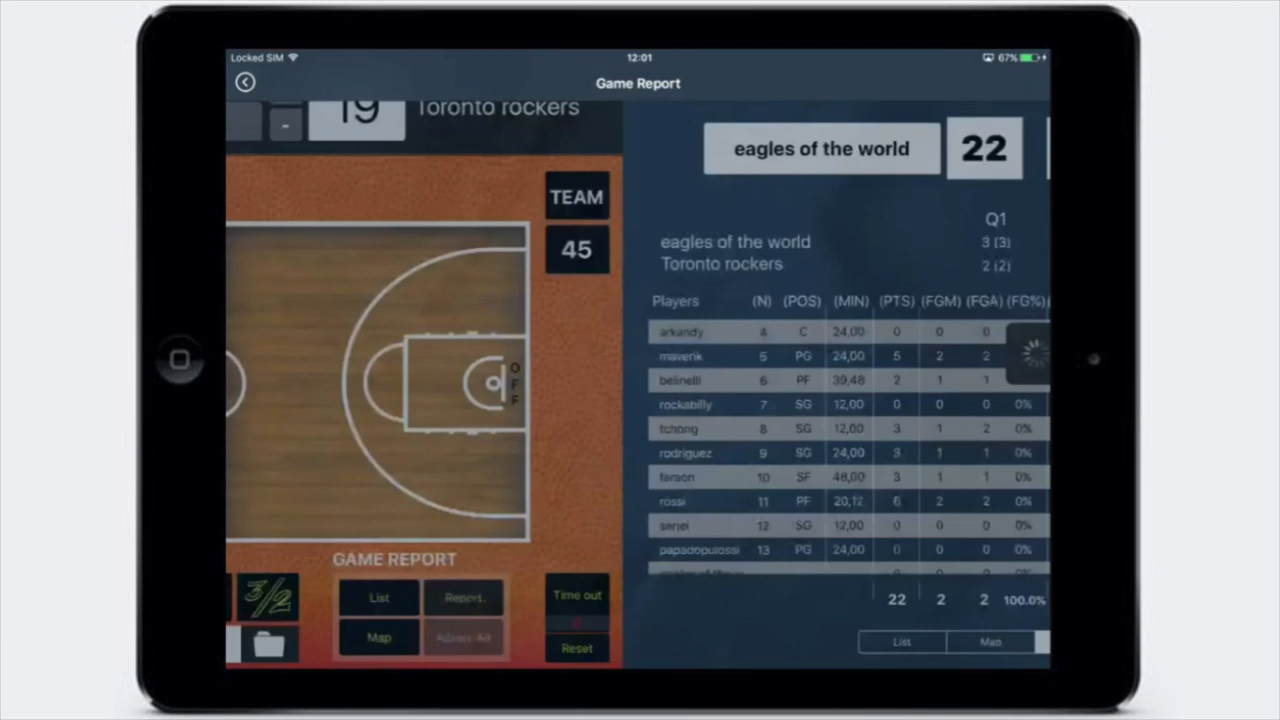 Locked SIM 12:01 67%
Game Report
19 Toronto rockers
-
eagles of the world 22
TEAM
45
Q1
eagles of the world 3 (3)
Toronto rockers 2 (2)
Players (N) (POS) (MIN) (PTS) (FGM) (FGA) (FG%)
arkandy 4 C 24,00 0 0 0
maverik 5 PG 24,00 5 2 2
belinelli 6 PF 39,48 2 1 1
rockabilly 7 SG 12,00 0 0 0 0%
tchong 8 SG 12,00 3 1 2 0%
rodriguez 9 SG 24,00 3 1 1 0%
faraon 10 SF 48,00 3 1 1 0%
rossi 11 PF 20,12 6 2 2 0%
serjei 12 SG 12,00 0 0 0 0%
papadopulossi 13 PG 24,00 0 0 0 0%
22 2 2 100.0%
OFF
GAME REPORT
3/2
List Report
Map
Time out
Reset
List Map